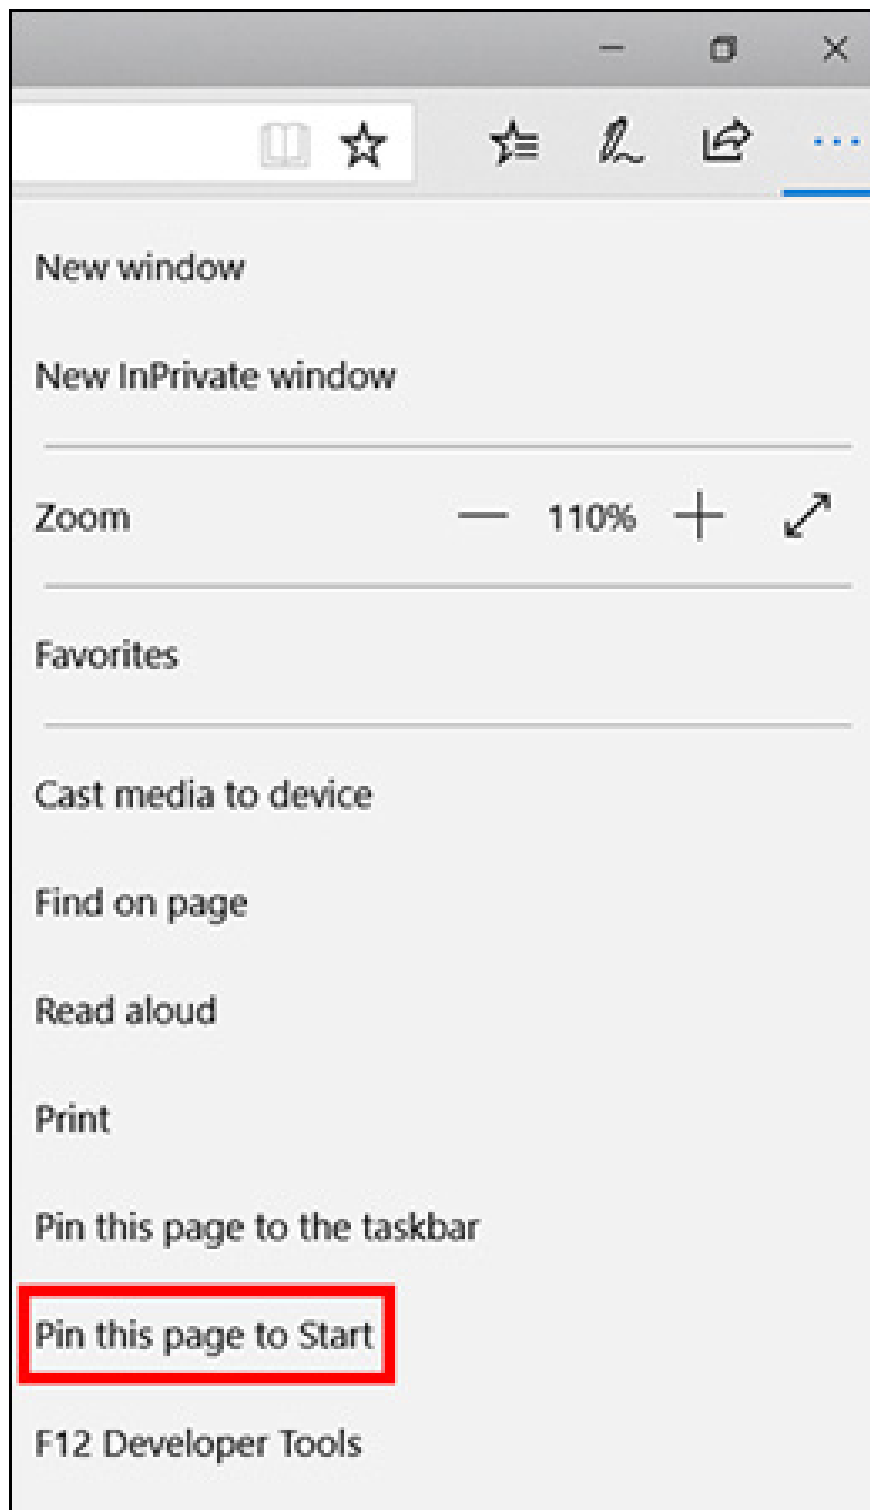 New window
New InPrivate window
Zoom 110%
Favorites
Cast media to device
Find on page
Read aloud
Print
Pin this page to the taskbar
Pin this page to Start
F12 Developer Tools